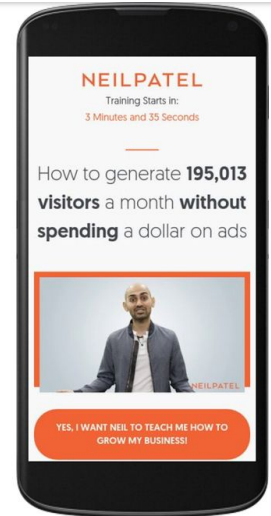 NEILPATEL
Training Starts in:
3 Minutes and 35 Seconds
How to generate 195,013
visitors a month without
spending a dollar on ads
NEILPATEL
YES, I WANT NEIL TO TEACH ME HOW TO
GROW MY BUSINESS!